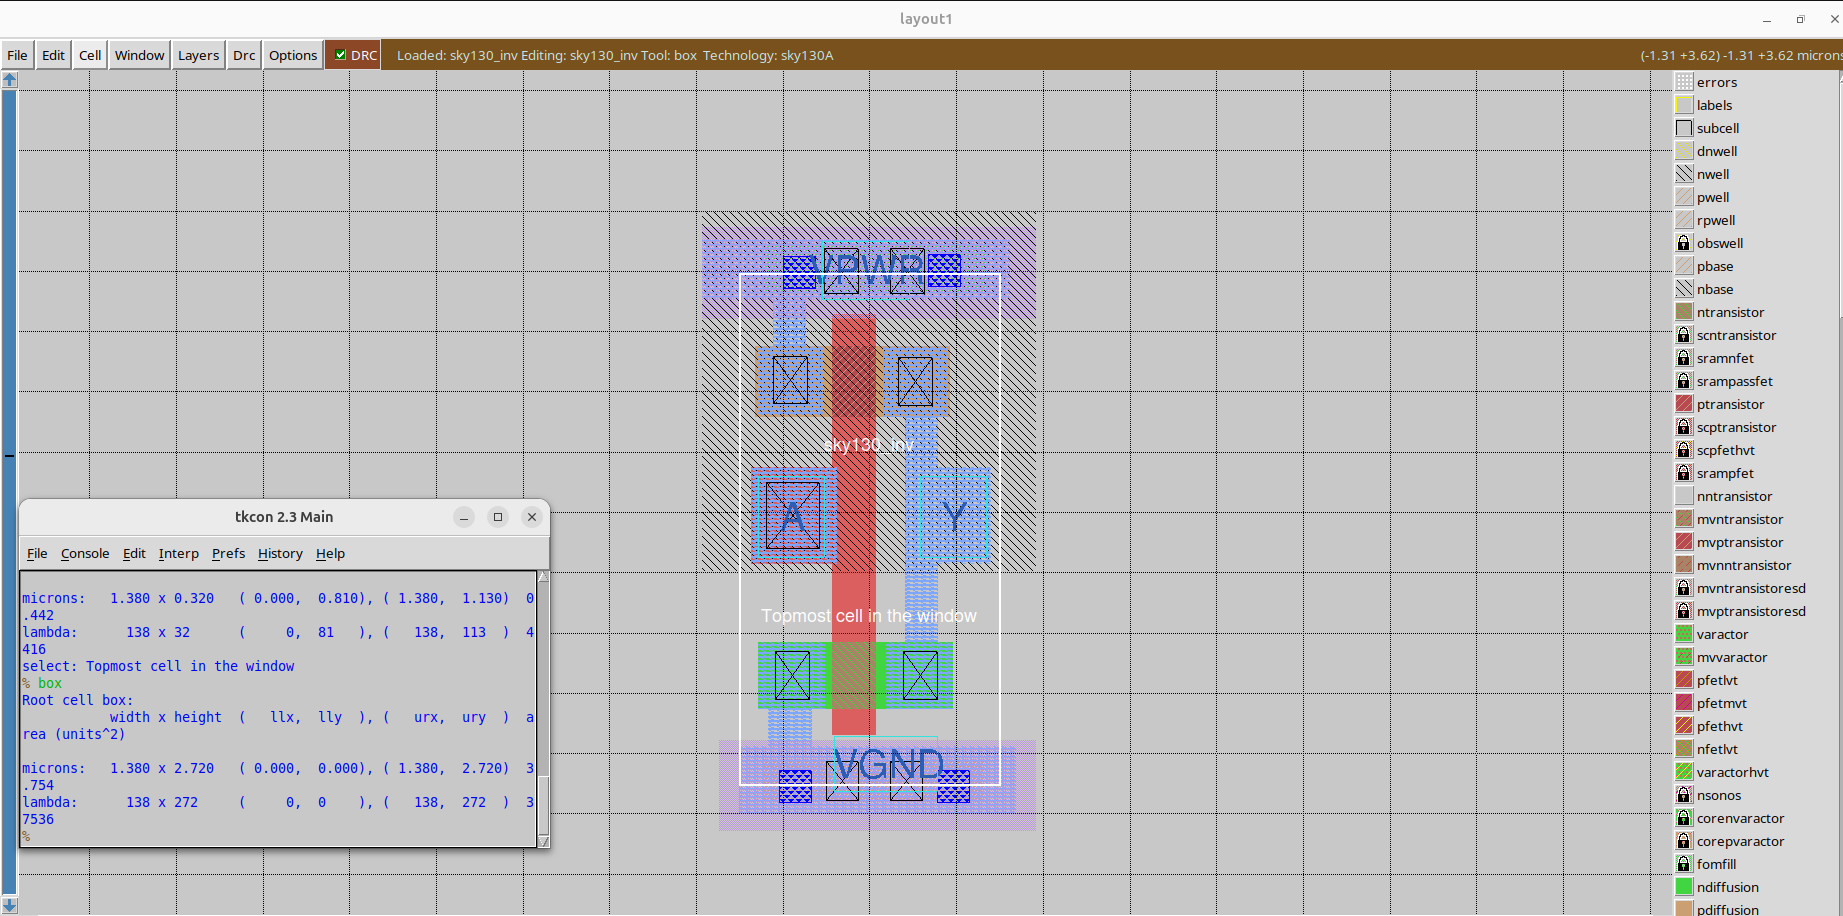 layout1
File Edit Cell Window Layers Drc Options DRC Loaded: sky130_inv Editing: sky130_inv Tool: box Technology: sky130A (-1.31 +3.62) -1.31 +3.62 microns
errors
labels
subcell
dnwell
nwell
pwell
rpwell
obswell
pbase
nbase
ntransistor
scntransistor
sramnfet
srampassfet
ptransistor
scptransistor
scpfethvt
srampfet
nntransistor
mvntransistor
mvptransistor
mvnntransistor
mvntransistoresd
mvptransistoresd
varactor
mvvaractor
pfetlvt
pfetmvt
pfethvt
nfetlvt
varactorhvt
nsonos
corenvaractor
corepvaractor
fomfill
ndiffusion
pdiffusion
VPWR
sky130_inv
A Y
Topmost cell in the window
VGND
tkcon 2.3 Main
File Console Edit Interp Prefs History Help
microns: 1.380 x 0.320 ( 0.000, 0.810), ( 1.380, 1.130) 0
.442
lambda: 138 x 32 ( 0, 81 ), ( 138, 113 ) 4
416
select: Topmost cell in the window
% box
Root cell box:
width x height ( llx, lly ), ( urx, ury ) a
rea (units^2)
microns: 1.380 x 2.720 ( 0.000, 0.000), ( 1.380, 2.720) 3
.754
lambda: 138 x 272 ( 0, 0 ), ( 138, 272 ) 3
7536
%